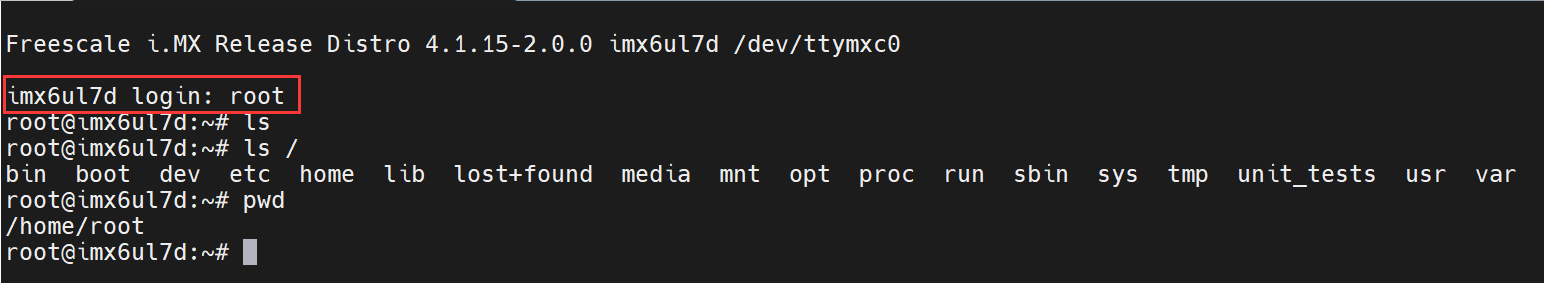 Freescale i.MX Release Distro 4.1.15-2.0.0 imx6ul7d /dev/ttymxc0
imx6ul7d login: root
root@imx6ul7d:~# ls
root@imx6ul7d:~# ls /
bin  boot  dev  etc  home  lib  lost+found  media  mnt  opt  proc  run  sbin  sys  tmp  unit_tests  usr  var
root@imx6ul7d:~# pwd
/home/root
root@imx6ul7d:~#